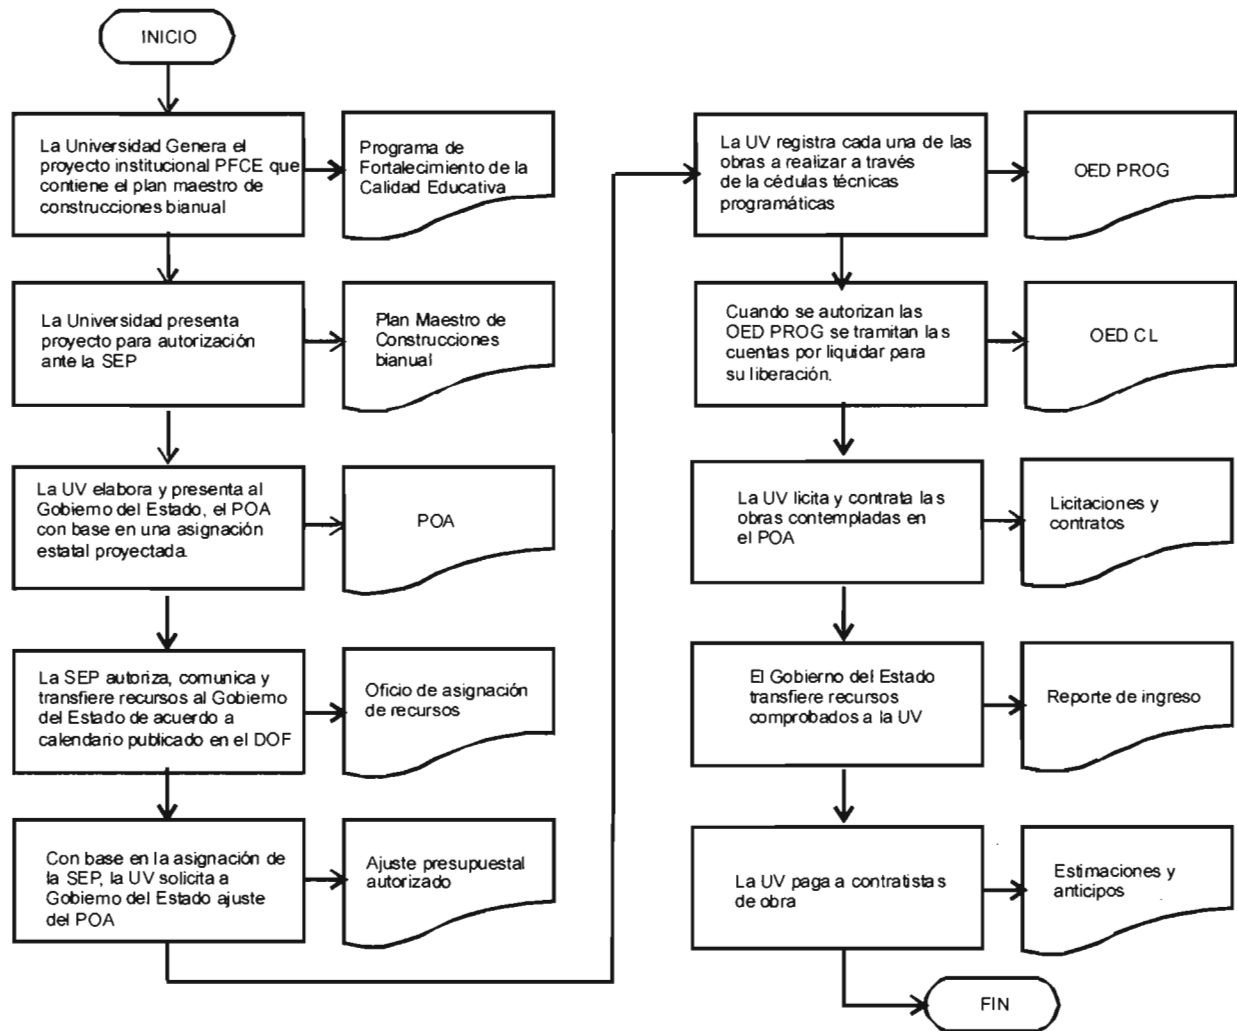 INICIO
La Universidad Genera el
proyecto institucional PFCE que
contiene el plan maestro de
construcciones bianual
Programa de
Fortalecimiento de la
Calidad Educativa
La Universidad presenta
proyecto para autorización
ante la SEP
Plan Maestro de
Construcciones
bianual
La UV elabora y presenta al
Gobierno del Estado, el POA
con base en una asignación
estatal proyectada.
POA
La SEP autoriza, comunica y
transfiere recursos al Gobierno
del Estado de acuerdo a
calendario publicado en el DOF
Oficio de asignación
de recursos
Con base en la asignación de
la SEP, la UV solicita a
Gobierno del Estado ajuste
del POA
Ajuste presupuestal
autorizado
La UV registra cada una de las
obras a realizar a través
de la cédulas técnicas
programáticas
OED PROG
Cuando se autorizan las
OED PROG se tramitan las
cuentas por liquidar para
su liberación.
OED CL
La UV licita y contrata las
obras contempladas en
el POA
Licitaciones y
contratos
El Gobierno del Estado
transfiere recursos
comprobados a la UV
Reporte de ingreso
La UV paga a contratistas
de obra
Estimaciones y
anticipos
FIN